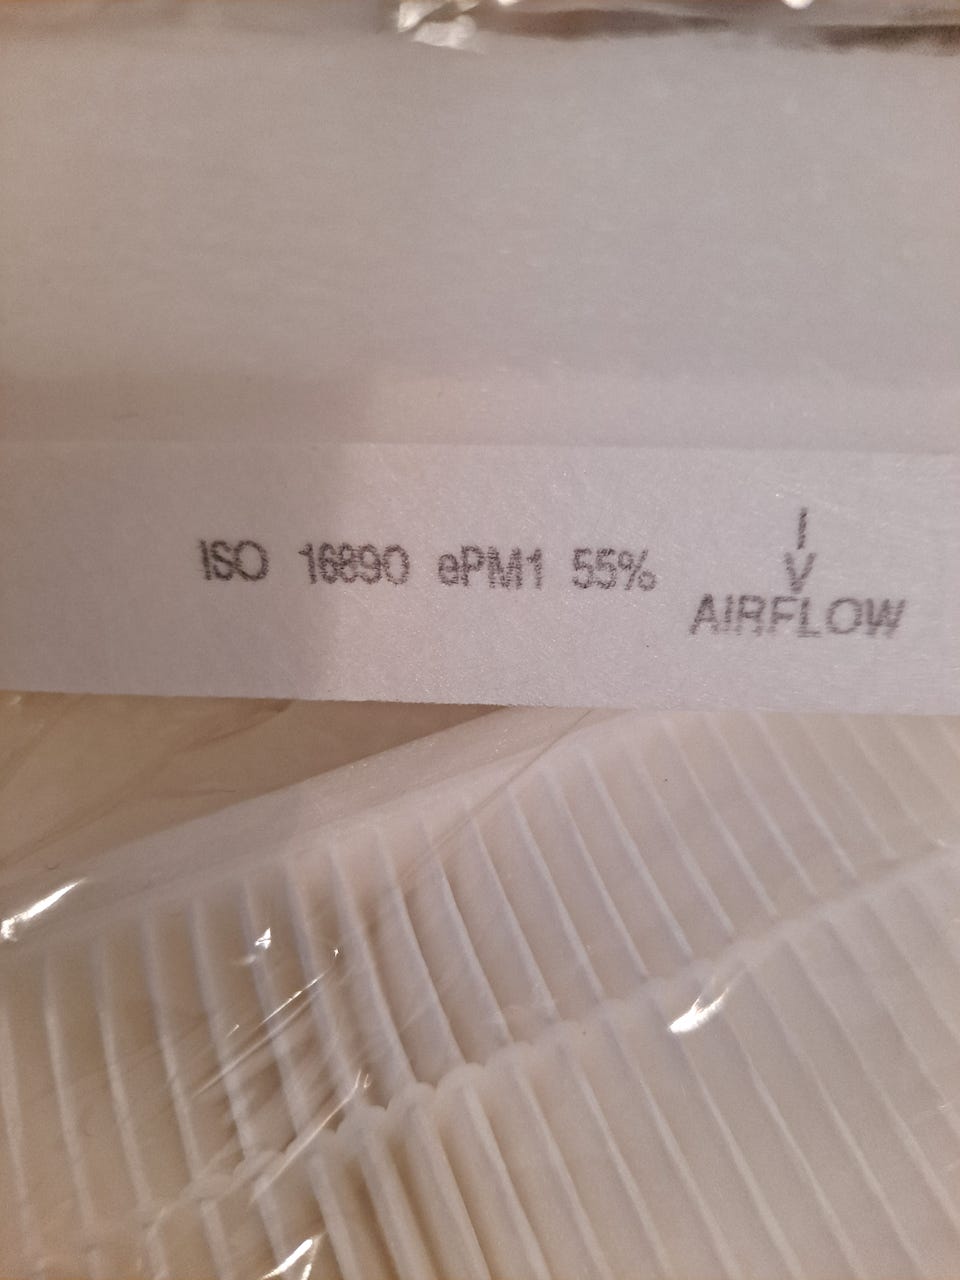 ISO 16890 ePM1 55%
I
V
AIRFLOW